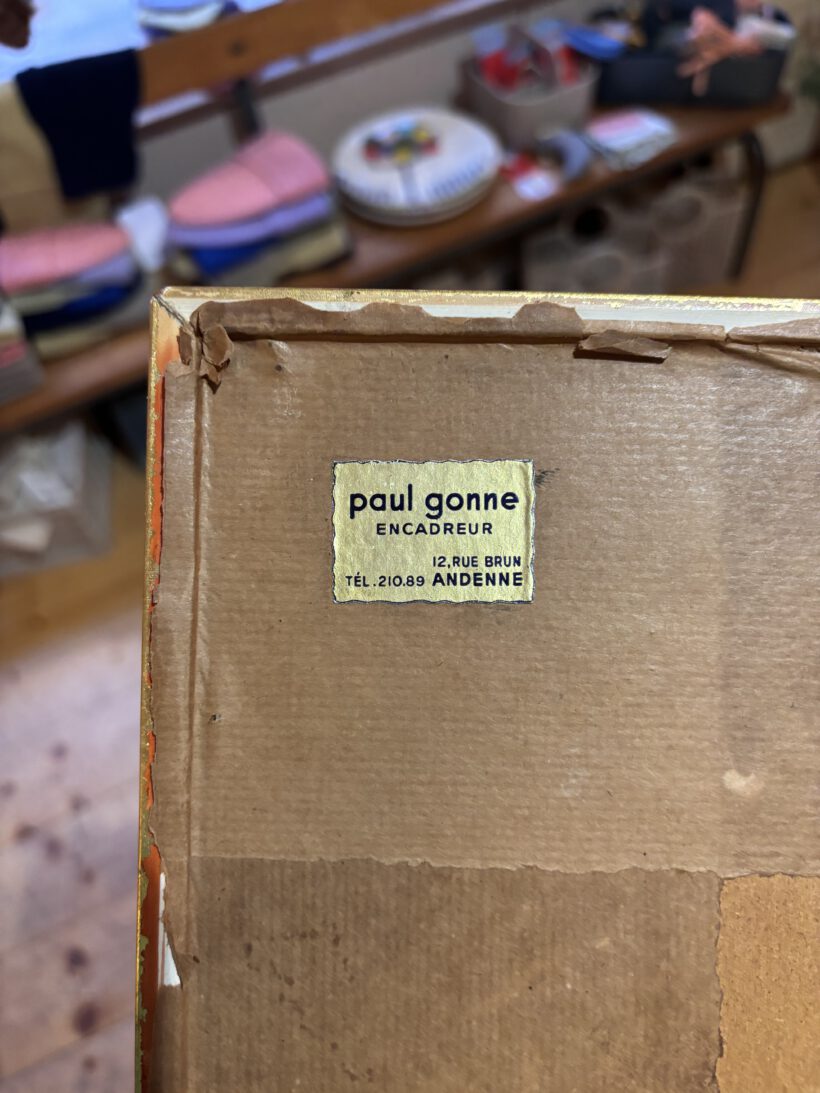 paul gonne
ENCADREUR
12, RUE BRUN
TÉL. 210.89 ANDENNE